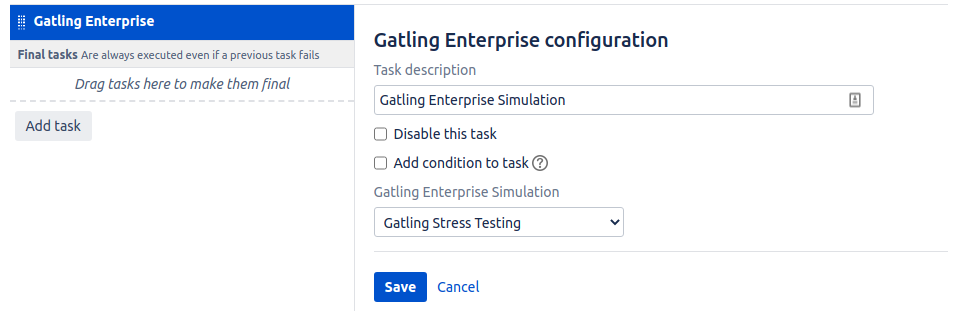 Gatling Enterprise
Final tasks Are always executed even if a previous task fails
Drag tasks here to make them final
Add task
Gatling Enterprise configuration
Task description
Gatling Enterprise Simulation
Disable this task
Add condition to task ?
Gatling Enterprise Simulation
Gatling Stress Testing
Save Cancel